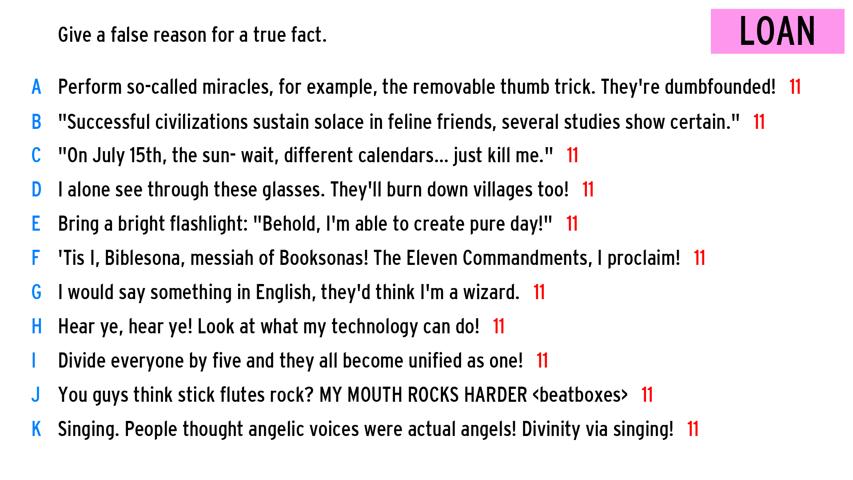 Give a false reason for a true fact.
LOAN
A Perform so-called miracles, for example, the removable thumb trick. They're dumbfounded! 11
B "Successful civilizations sustain solace in feline friends, several studies show certain." 11
C "On July 15th, the sun- wait, different calendars... just kill me." 11
D I alone see through these glasses. They'll burn down villages too! 11
E Bring a bright flashlight: "Behold, I'm able to create pure day!" 11
F 'Tis I, Biblesona, messiah of Booksonas! The Eleven Commandments, I proclaim! 11
G I would say something in English, they'd think I'm a wizard. 11
H Hear ye, hear ye! Look at what my technology can do! 11
I Divide everyone by five and they all become unified as one! 11
J You guys think stick flutes rock? MY MOUTH ROCKS HARDER <beatboxes> 11
K Singing. People thought angelic voices were actual angels! Divinity via singing! 11